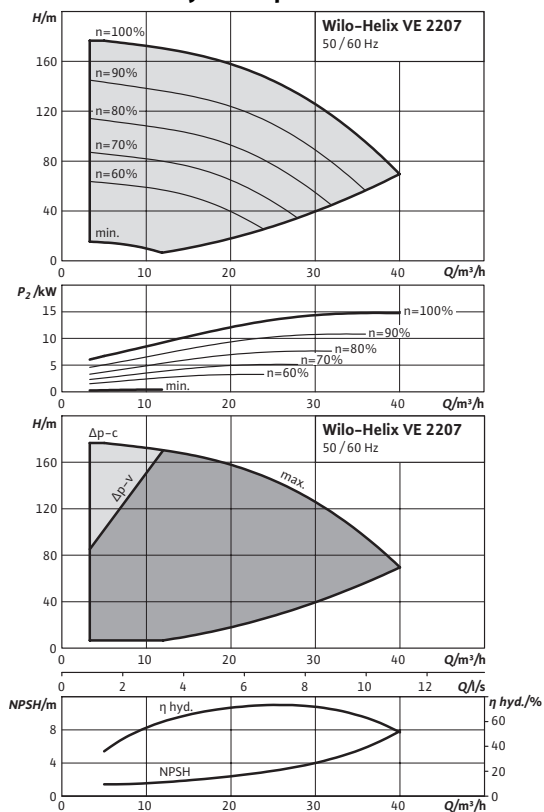 H/m
Wilo-Helix VE 2207
50 / 60 Hz
n=100%
160
n=90%
120
n=80%
80
n=70%
n=60%
40
min.
0
0 10 20 30 40 Q/m³/h
P₂/kW
15
n=100%
10
n=90%
n=80%
5
n=70%
n=60%
0
min.
0 10 20 30 40 Q/m³/h
H/m
Δp-c
Wilo-Helix VE 2207
50 / 60 Hz
160
max.
Δp-v
120
80
40
0
0 10 20 30 40 Q/m³/h
0 2 4 6 8 10 12 Q/l/s
NPSH/m
η hyd./%
η hyd.
60
8
40
4
NPSH
20
0
0
0 10 20 30 40 Q/m³/h